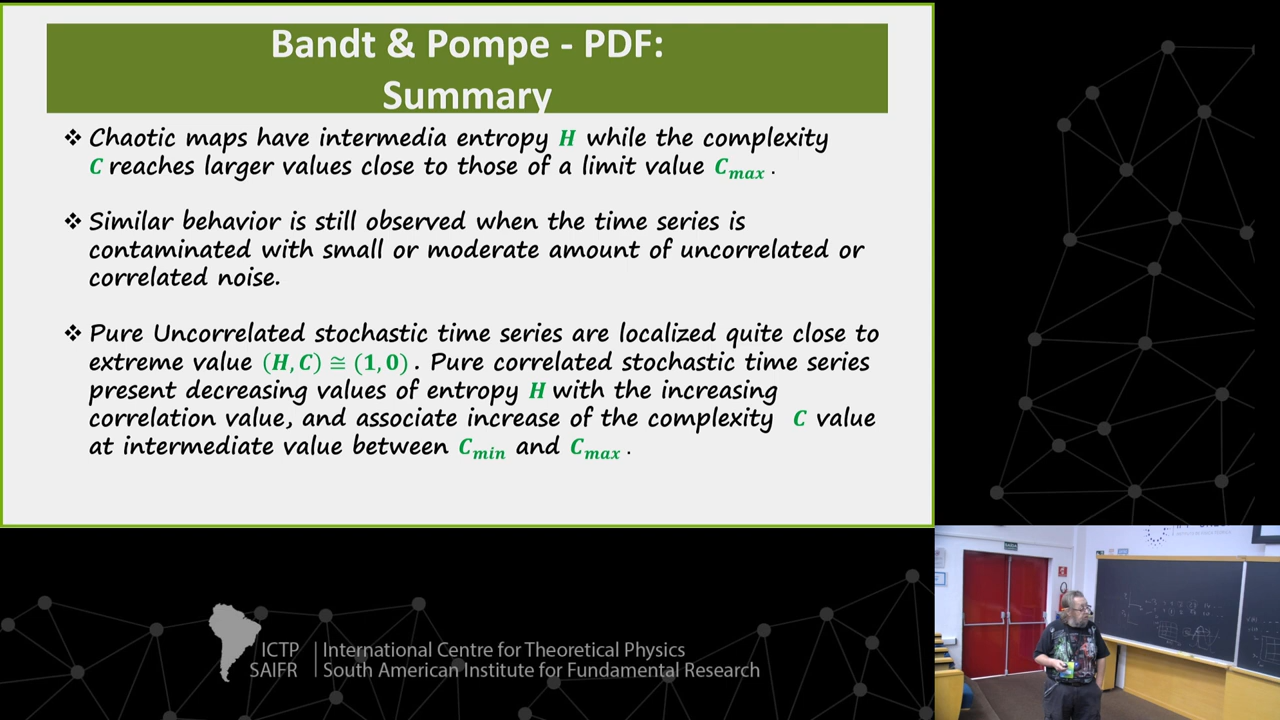 Bandt & Pompe - PDF:
Summary
❖ Chaotic maps have intermedia entropy H while the complexity
C reaches larger values close to those of a limit value C_max .
❖ Similar behavior is still observed when the time series is
contaminated with small or moderate amount of uncorrelated or
correlated noise.
❖ Pure Uncorrelated stochastic time series are localized quite close to
extreme value (H, C) ≅ (1, 0) . Pure correlated stochastic time series
present decreasing values of entropy H with the increasing
correlation value, and associate increase of the complexity C value
at intermediate value between C_min and C_max .
ICTP
SAIFR
International Centre for Theoretical Physics
South American Institute for Fundamental Research